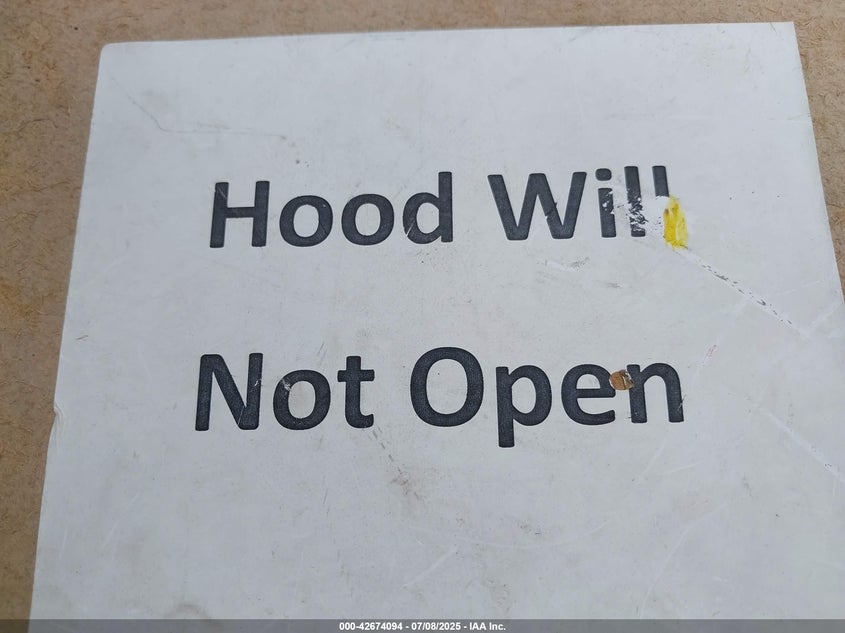 Hood Will
Not Open
000-42674094 - 07/08/2025 - IAA Inc.